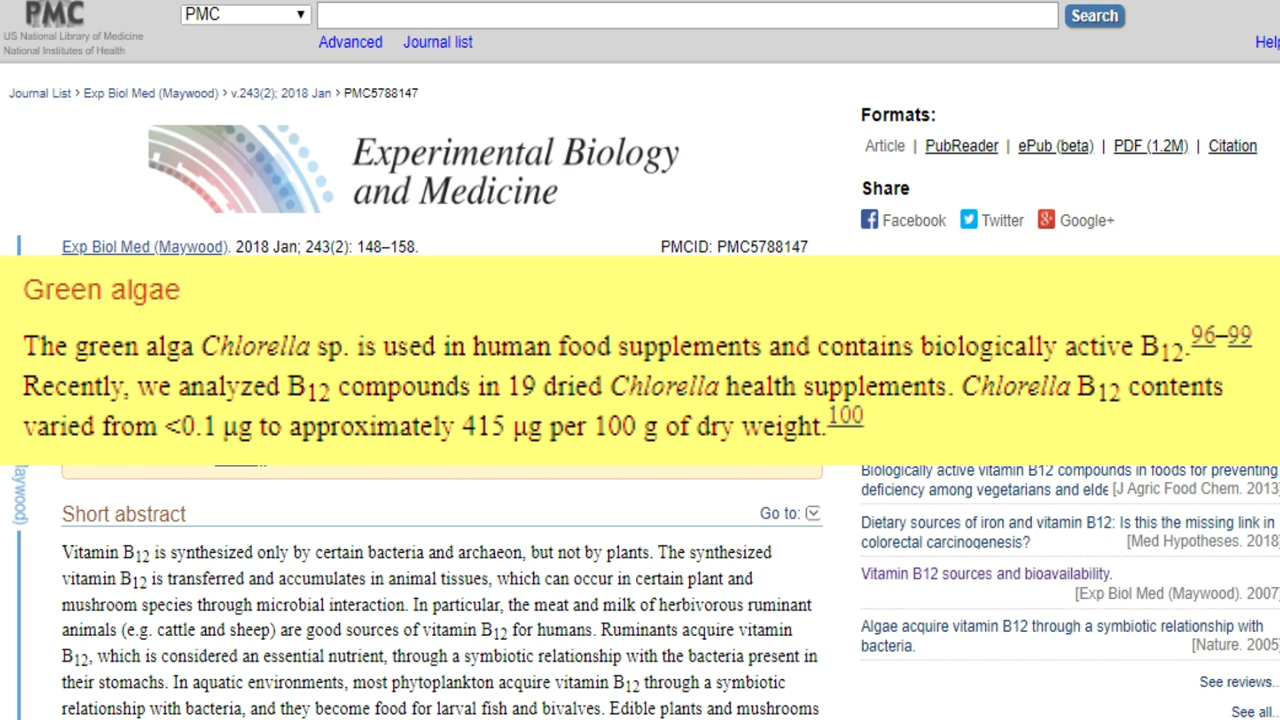 PMC
US National Library of Medicine
National Institutes of Health
PMC
Search
Advanced Journal list
Help
Journal List > Exp Biol Med (Maywood) > v.243(2); 2018 Jan > PMC5788147
Experimental Biology
and Medicine
Exp Biol Med (Maywood). 2018 Jan; 243(2): 148–158. PMCID: PMC5788147
Formats:
Article | PubReader | ePub (beta) | PDF (1.2M) | Citation
Share
Facebook Twitter Google+
Green algae
The green alga Chlorella sp. is used in human food supplements and contains biologically active B12.96–99
Recently, we analyzed B12 compounds in 19 dried Chlorella health supplements. Chlorella B12 contents
varied from <0.1 μg to approximately 415 μg per 100 g of dry weight.100
aywood)
Short abstract Go to:
Vitamin B12 is synthesized only by certain bacteria and archaeon, but not by plants. The synthesized
vitamin B12 is transferred and accumulates in animal tissues, which can occur in certain plant and
mushroom species through microbial interaction. In particular, the meat and milk of herbivorous ruminant
animals (e.g. cattle and sheep) are good sources of vitamin B12 for humans. Ruminants acquire vitamin
B12, which is considered an essential nutrient, through a symbiotic relationship with the bacteria present in
their stomachs. In aquatic environments, most phytoplankton acquire vitamin B12 through a symbiotic
relationship with bacteria, and they become food for larval fish and bivalves. Edible plants and mushrooms
Biologically active vitamin B12 compounds in foods for preventing
deficiency among vegetarians and elde [J Agric Food Chem. 2013]
Dietary sources of iron and vitamin B12: Is this the missing link in
colorectal carcinogenesis? [Med Hypotheses. 2018]
Vitamin B12 sources and bioavailability.
[Exp Biol Med (Maywood). 2007]
Algae acquire vitamin B12 through a symbiotic relationship with
bacteria. [Nature. 2005]
See reviews...
See all...